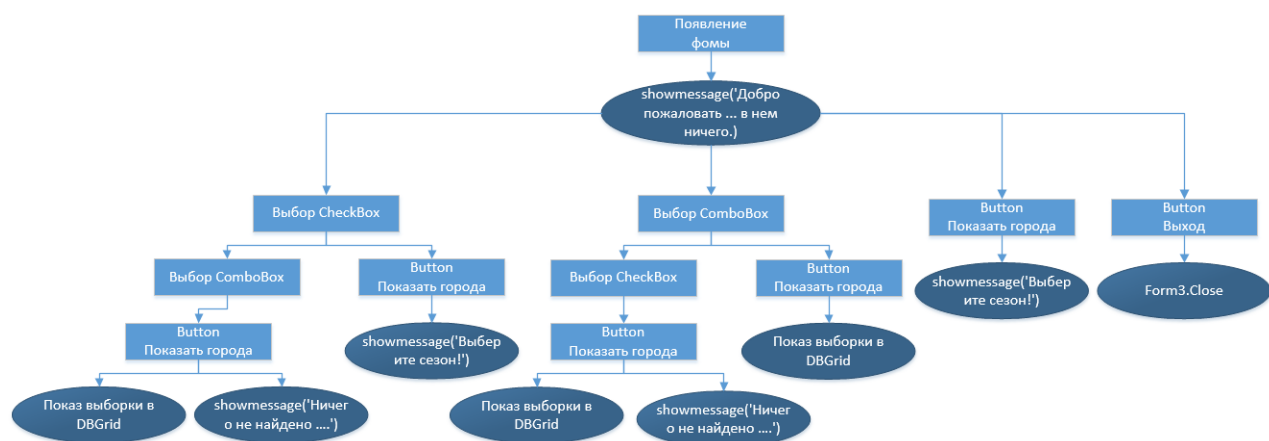 Появление
фомы
showmessage('Добро
пожаловать ... в нем
ничего.)
Выбор CheckBox
Выбор ComboBox
Button
Показать города
Button
Выход
Выбор ComboBox
Button
Показать города
Выбор CheckBox
Button
Показать города
showmessage('Выбер
ите сезон!')
Form3.Close
Button
Показать города
showmessage('Выбер
ите сезон!')
Button
Показать города
Показ выборки в
DBGrid
Показ выборки в
DBGrid
showmessage('Ничег
о не найдено ....')
Показ выборки в
DBGrid
showmessage('Ничег
о не найдено ....')